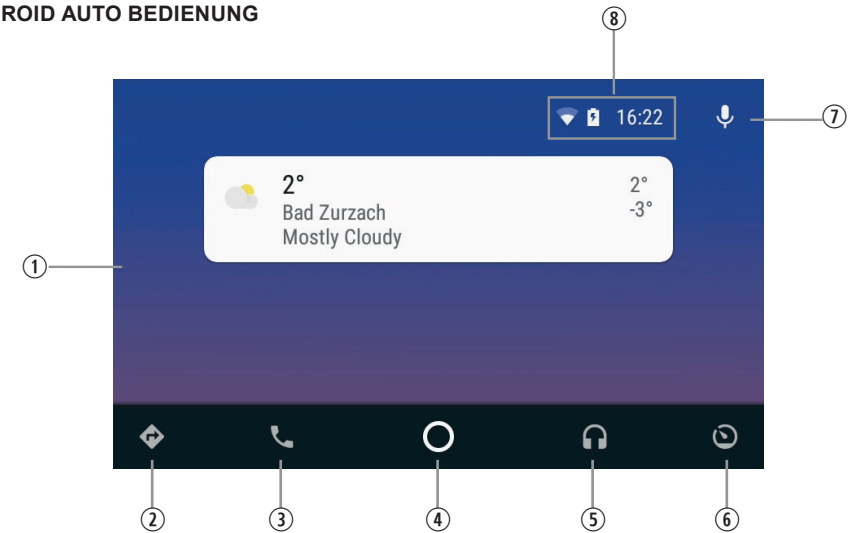 ROID AUTO BEDIENUNG
⑧
16:22
⑦
2°
2°
Bad Zurzach
-3°
Mostly Cloudy
①
② ③ ④ ⑤ ⑥